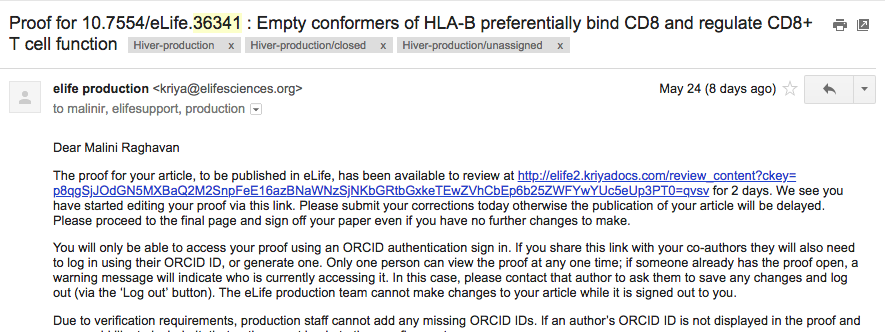 Proof for 10.7554/eLife.36341 : Empty conformers of HLA-B preferentially bind CD8 and regulate CD8+
T cell function Hiver-production x Hiver-production/closed x Hiver-production/unassigned x
elife production <kriya@elifesciences.org> May 24 (8 days ago)
to malinir, elifesupport, production
Dear Malini Raghavan
The proof for your article, to be published in eLife, has been available to review at http://elife2.kriyadocs.com/review_content?ckey=
p8qgSjJOdGN5MXBaQ2M2SnpFeE16azBNaWNzSjNKbGRtbGxkeTEwZVhCbEp6b25ZWFYwYUc5eUp3PT0=qvsv for 2 days. We see you
have started editing your proof via this link. Please submit your corrections today otherwise the publication of your article will be delayed.
Please proceed to the final page and sign off your paper even if you have no further changes to make.
You will only be able to access your proof using an ORCID authentication sign in. If you share this link with your co-authors they will also need
to log in using their ORCID ID, or generate one. Only one person can view the proof at any one time; if someone already has the proof open, a
warning message will indicate who is currently accessing it. In this case, please contact that author to ask them to save any changes and log
out (via the 'Log out' button). The eLife production team cannot make changes to your article while it is signed out to you.
Due to verification requirements, production staff cannot add any missing ORCID IDs. If an author's ORCID ID is not displayed in the proof and